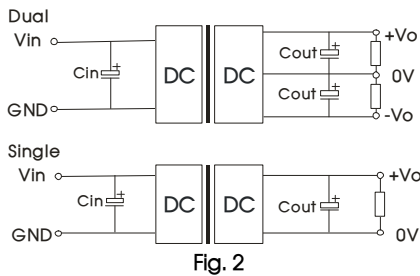 Dual
Vin
+
Cin
GND
DC
DC
+
Cout
+
Cout
+Vo
0V
-Vo
Single
Vin
+
Cin
GND
DC
DC
+
Cout
+Vo
0V
Fig. 2